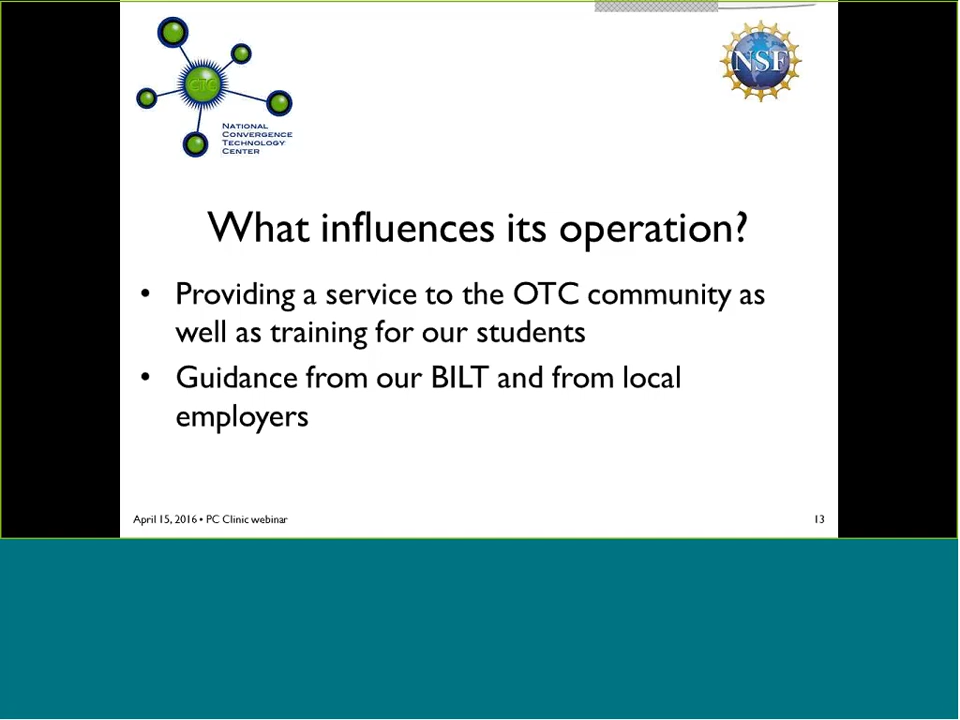 CTC
NSF
NATIONAL
CONVERGENCE
TECHNOLOGY
CENTER
What influences its operation?
• Providing a service to the OTC community as
well as training for our students
• Guidance from our BILT and from local
employers
April 15, 2016 • PC Clinic webinar
13